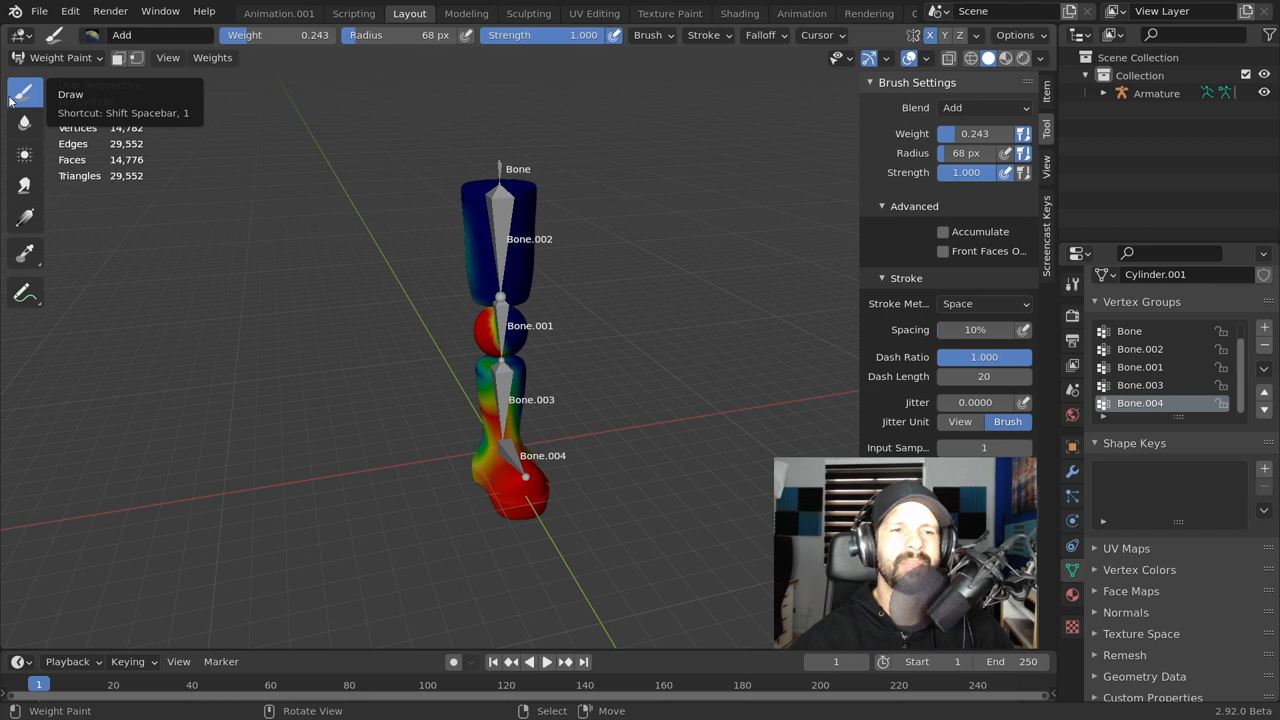 File Edit Render Window Help Animation.001 Scripting Layout Modeling Sculpting UV Editing Texture Paint Shading Animation Rendering C Scene View Layer
Add Weight 0.243 Radius 68 px Strength 1.000 Brush Stroke Falloff Cursor X Y Z Options
Weight Paint View Weights
Draw
Shortcut: Shift Spacebar, 1
Vertices 14,782
Edges 29,552
Faces 14,776
Triangles 29,552
Bone
Bone.002
Bone.001
Bone.003
Bone.004
Brush Settings
Blend Add
Weight 0.243
Radius 68 px
Strength 1.000
Advanced
Accumulate
Front Faces O...
Stroke
Stroke Met... Space
Spacing 10%
Dash Ratio 1.000
Dash Length 20
Jitter 0.0000
Jitter Unit View Brush
Input Samp... 1
Item
Tool
View
Screencast Keys
Scene Collection
Collection
Armature
Cylinder.001
Vertex Groups
Bone
Bone.002
Bone.001
Bone.003
Bone.004
Shape Keys
UV Maps
Vertex Colors
Face Maps
Normals
Texture Space
Remesh
Geometry Data
Custom Properties
Playback Keying View Marker 1 Start 1 End 250
1 20 40 60 80 100 120 140 160 180 200 220 240
Weight Paint Rotate View Select Move 2.92.0 Beta